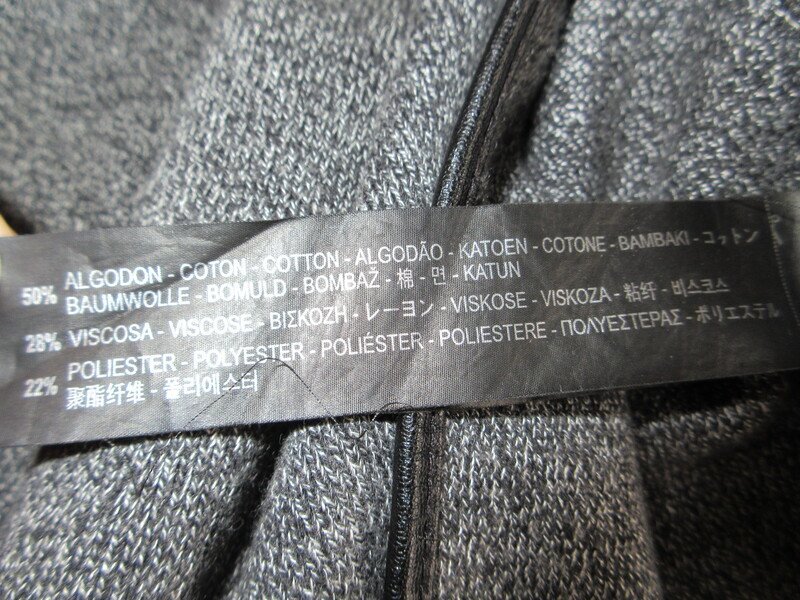 50% ALGODON - COTON - COTTON - ALGODÃO - KATOEN - COTONE - BAMBAKI - コットン
BAUMWOLLE - BOMULD - BOMBAŽ - 棉 - 면 - KATUN
28% VISCOSA - VISCOSE - ΒΙΣΚΟΖΗ - レーヨン - VISKOSE - VISKOZA - 粘纤 - 비스코스
22% POLIESTER - POLYESTER - POLIÉSTER - POLIESTERE - ΠΟΛΥΕΣΤΕΡΑΣ - ポリエステル
聚酯纤维 - 폴리에스터